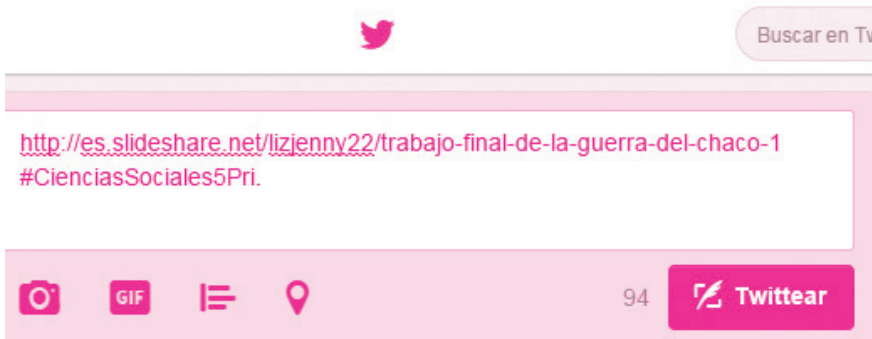 Buscar en Tw
http://es.slideshare.net/lizjenny22/trabajo-final-de-la-guerra-del-chaco-1
#CienciasSociales5Pri.
GIF
94 Twittear